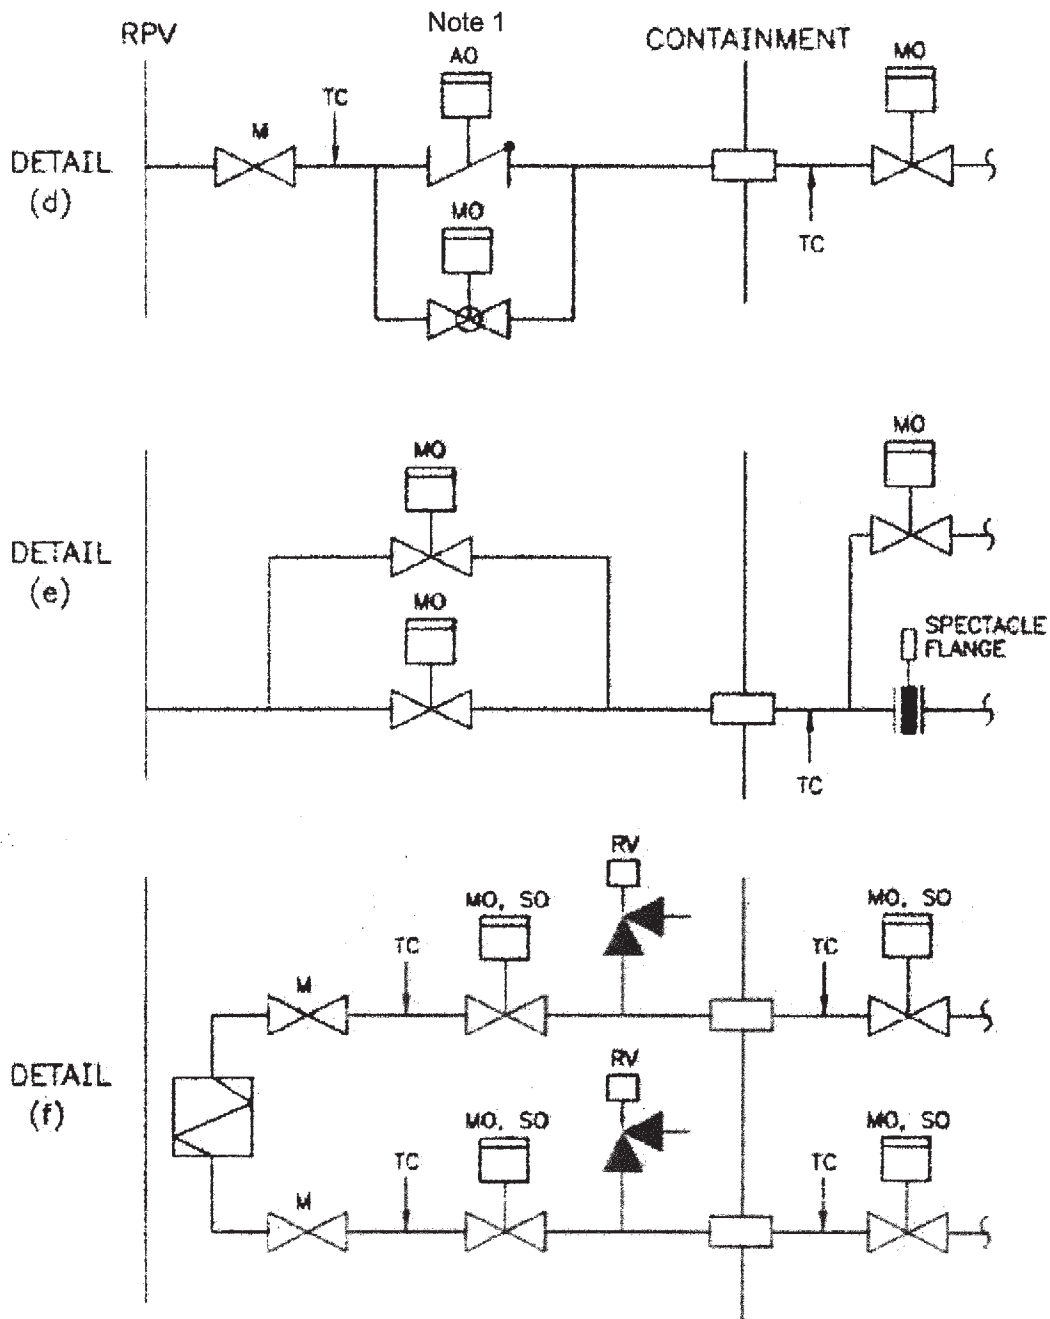 RPV
Note 1
CONTAINMENT
AO
MO
TC
M
DETAIL
(d)
MO
TC
MO
MO
DETAIL
(e)
MO
SPECTACLE
FLANGE
TC
RV
MO, SO
MO, SO
TC
TC
M
DETAIL
(f)
RV
MO, SO
MO, SO
TC
TC
M